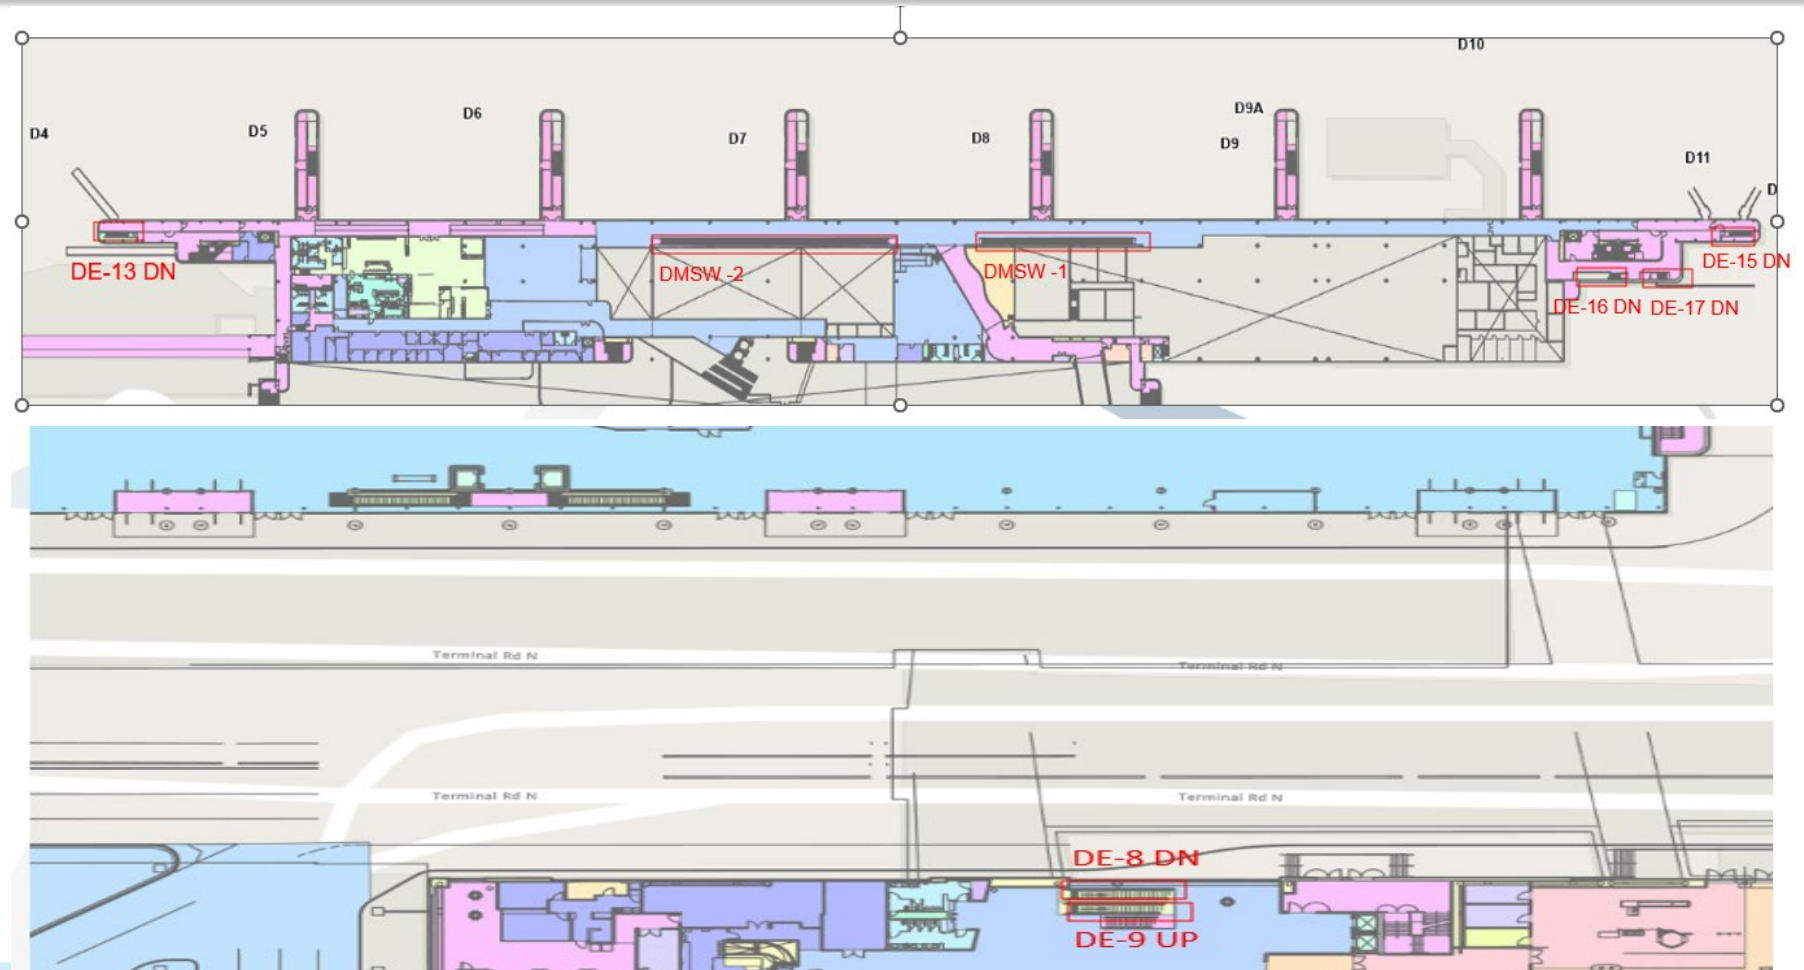 D10
D9A
D6
D4
D5
D7
D8
D9
D11
D
DE-13 DN
DMSW -2
DMSW -1
DE-15 DN
DE-16 DN
DE-17 DN
Terminal Rd N
Terminal Rd N
Terminal Rd N
Terminal Rd N
DE-8 DN
DE-9 UP